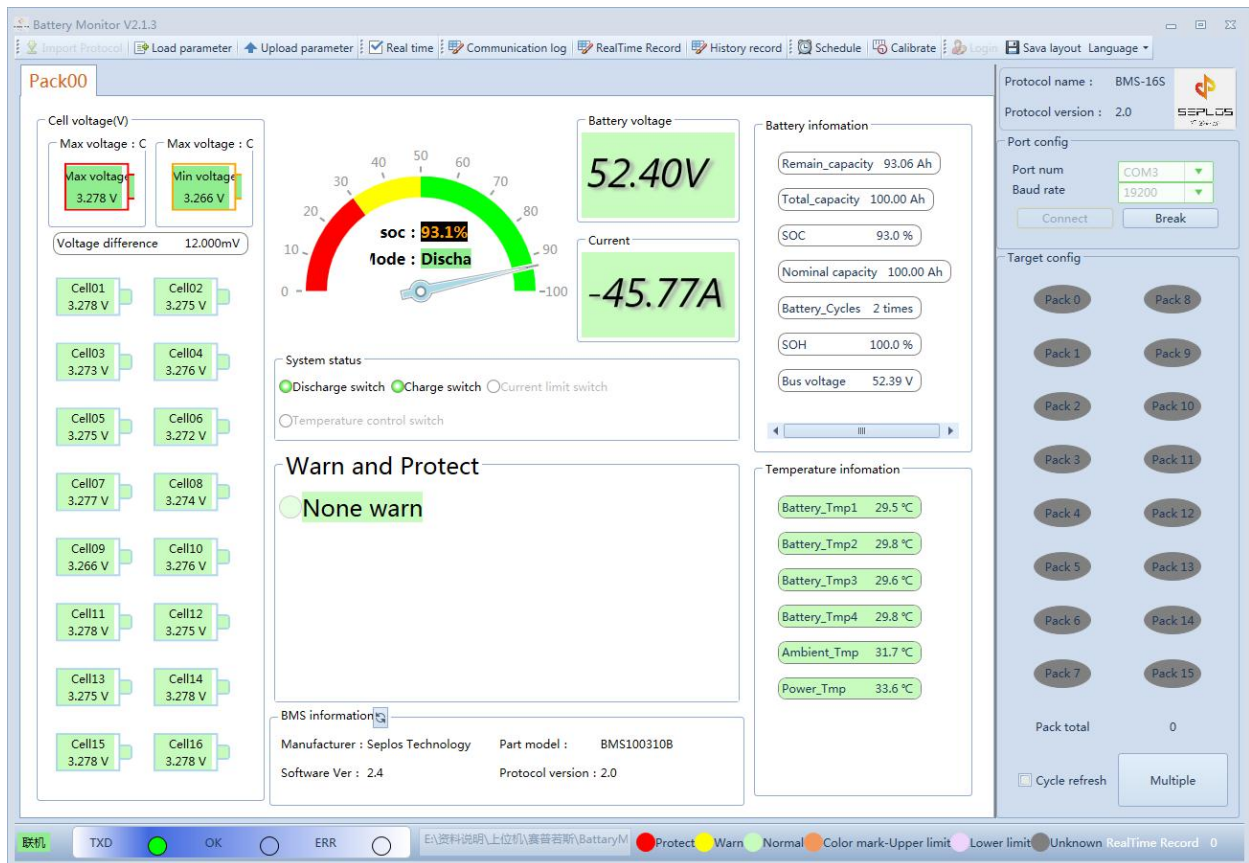 Battery Monitor V2.1.3
Import Protocol Load parameter Upload parameter Real time Communication log RealTime Record History record Schedule Calibrate Login Sava layout Language
Pack00
Cell voltage(V)
Max voltage : C Max voltage : C
Max voltage
3.278 V
Min voltage
3.266 V
Voltage difference 12.000mV
Cell01
3.278 V
Cell02
3.275 V
Cell03
3.273 V
Cell04
3.276 V
Cell05
3.275 V
Cell06
3.272 V
Cell07
3.277 V
Cell08
3.274 V
Cell09
3.266 V
Cell10
3.276 V
Cell11
3.278 V
Cell12
3.275 V
Cell13
3.275 V
Cell14
3.278 V
Cell15
3.278 V
Cell16
3.278 V
0
10
20
30
40
50
60
70
80
90
100
soc : 93.1%
Mode : Discha
Battery voltage
52.40V
Current
-45.77A
System status
Discharge switch Charge switch Current limit switch
Temperature control switch
Warn and Protect
None warn
BMS information
Manufacturer : Seplos Technology Part model : BMS100310B
Software Ver : 2.4 Protocol version : 2.0
Battery infomation
Remain_capacity 93.06 Ah
Total_capacity 100.00 Ah
SOC 93.0 %
Nominal capacity 100.00 Ah
Battery_Cycles 2 times
SOH 100.0 %
Bus voltage 52.39 V
Temperature infomation
Battery_Tmp1 29.5 ℃
Battery_Tmp2 29.8 ℃
Battery_Tmp3 29.6 ℃
Battery_Tmp4 29.8 ℃
Ambient_Tmp 31.7 ℃
Power_Tmp 33.6 ℃
Protocol name : BMS-16S
Protocol version : 2.0
SEPLOS
Port config
Port num COM3
Baud rate 19200
Connect Break
Target config
Pack 0 Pack 8
Pack 1 Pack 9
Pack 2 Pack 10
Pack 3 Pack 11
Pack 4 Pack 12
Pack 5 Pack 13
Pack 6 Pack 14
Pack 7 Pack 15
Pack total 0
Cycle refresh Multiple
联机 TXD OK ERR E:\资料说明\上位机\赛普若斯\BattaryM Protect Warn Normal Color mark-Upper limit Lower limit Unknown RealTime Record 0